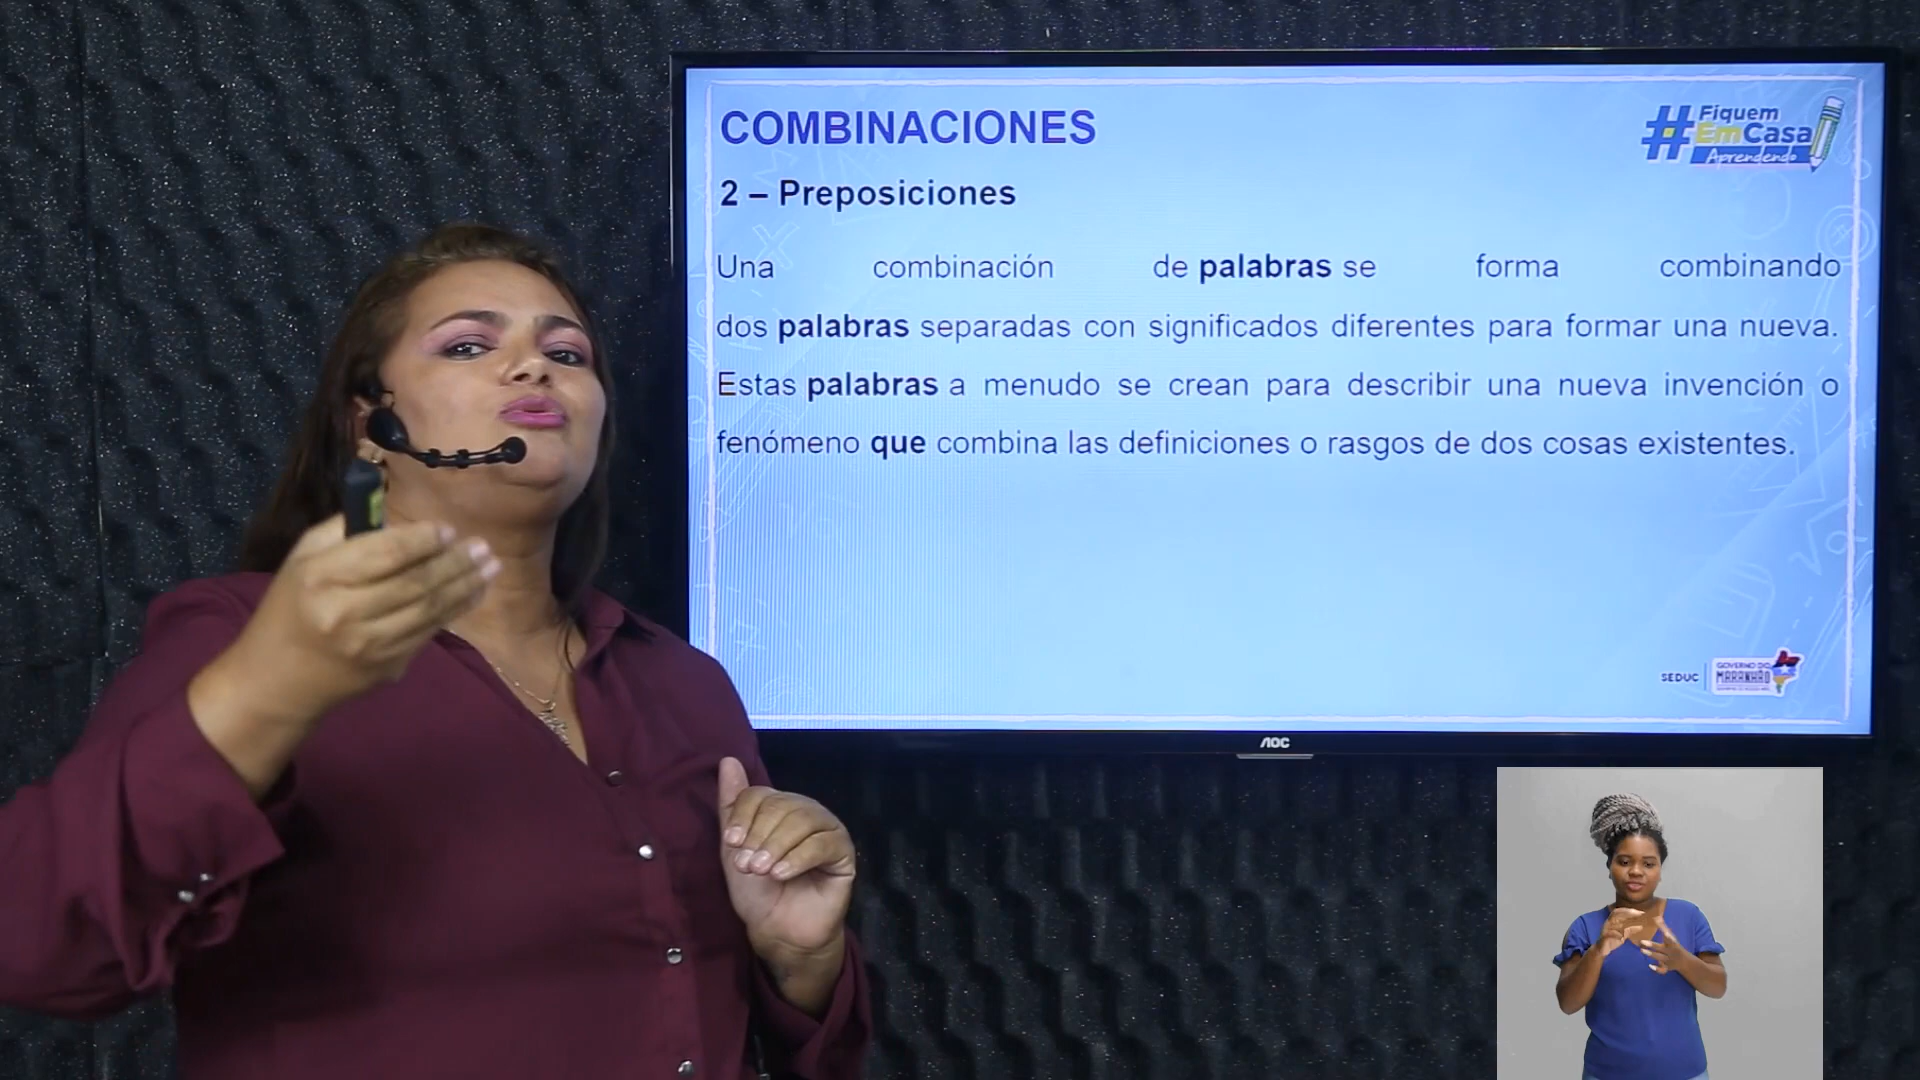 COMBINACIONES
#Fiquem
EmCasa
Aprendendo
2 – Preposiciones
Una combinación de palabras se forma combinando
dos palabras separadas con significados diferentes para formar una nueva.
Estas palabras a menudo se crean para describir una nueva invención o
fenómeno que combina las definiciones o rasgos de dos cosas existentes.
SEDUC
GOVERNO DO
MARANHÃO
AOC